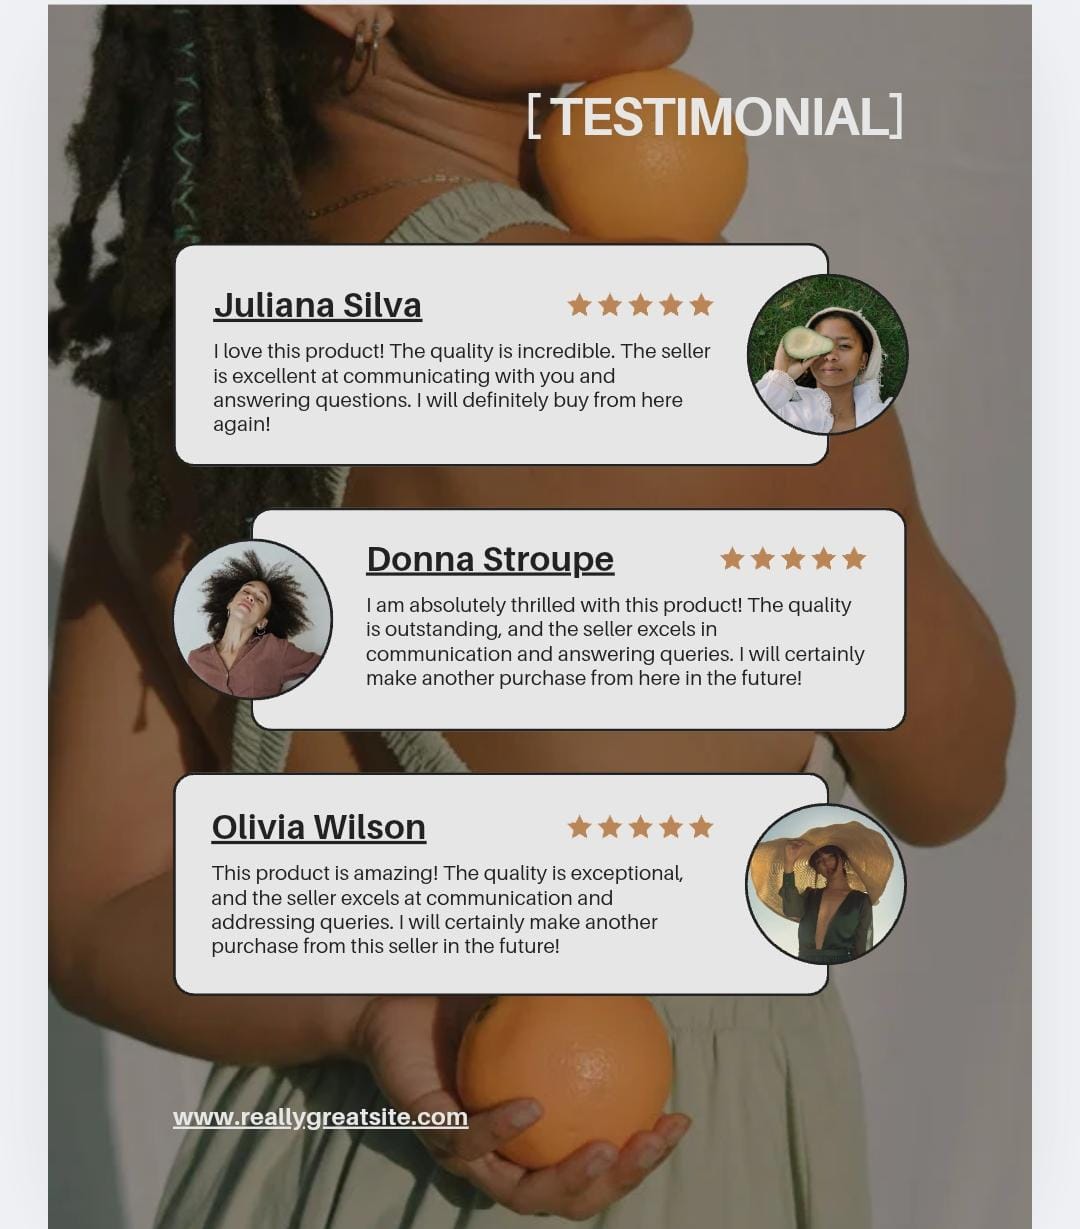 [ TESTIMONIAL]
Juliana Silva
I love this product! The quality is incredible. The seller
is excellent at communicating with you and
answering questions. I will definitely buy from here
again!
Donna Stroupe
I am absolutely thrilled with this product! The quality
is outstanding, and the seller excels in
communication and answering queries. I will certainly
make another purchase from here in the future!
Olivia Wilson
This product is amazing! The quality is exceptional,
and the seller excels at communication and
addressing queries. I will certainly make another
purchase from this seller in the future!
www.reallygreatsite.com